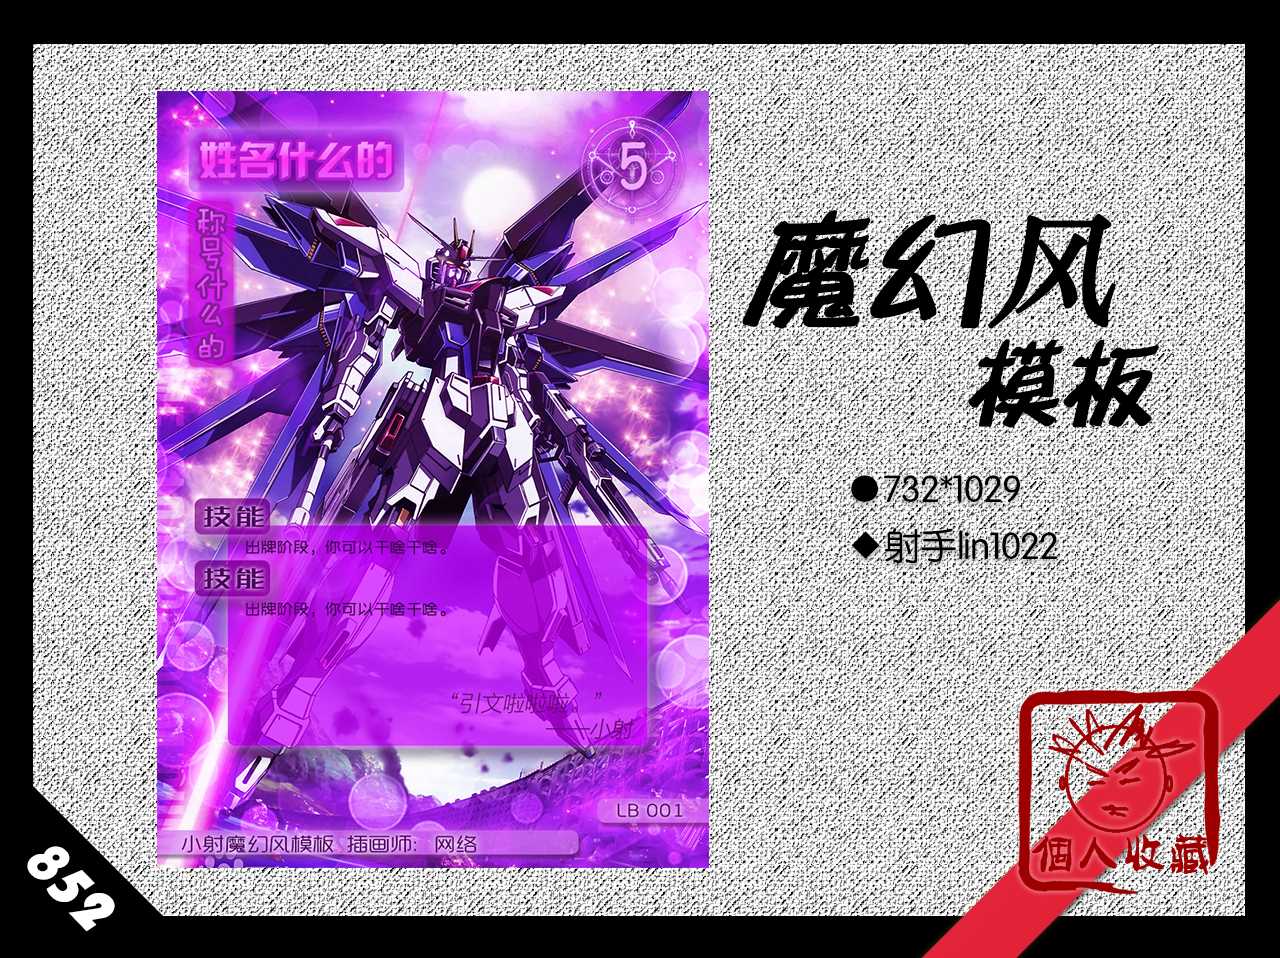 姓名什么的
5
称号什么的
技能
出牌阶段，你可以干啥干啥。
技能
出牌阶段，你可以干啥干啥。
“引文啦啦啦。”
——小射
LB 001
小射魔幻风模板 插画师： 网络
魔幻风
模板
●732*1029
◆射手lin1022
個人收藏
852